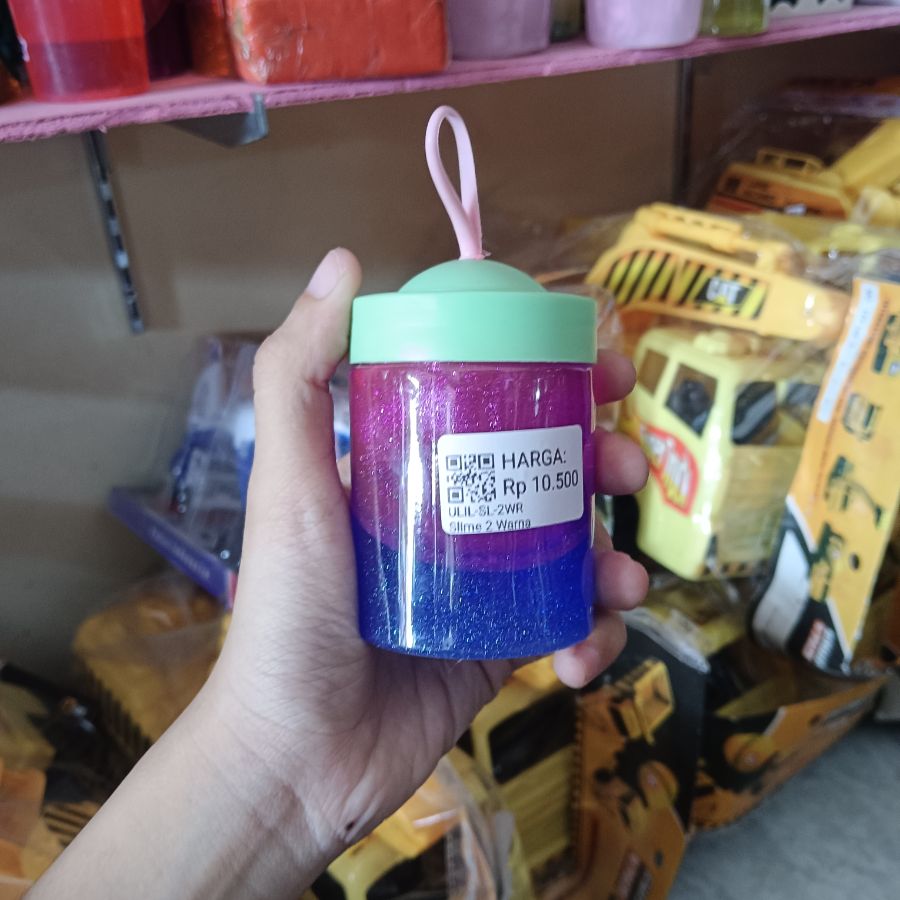 HARGA:
Rp 10.500
ULIL-SL-2WR
Slime 2 Warna
CAT